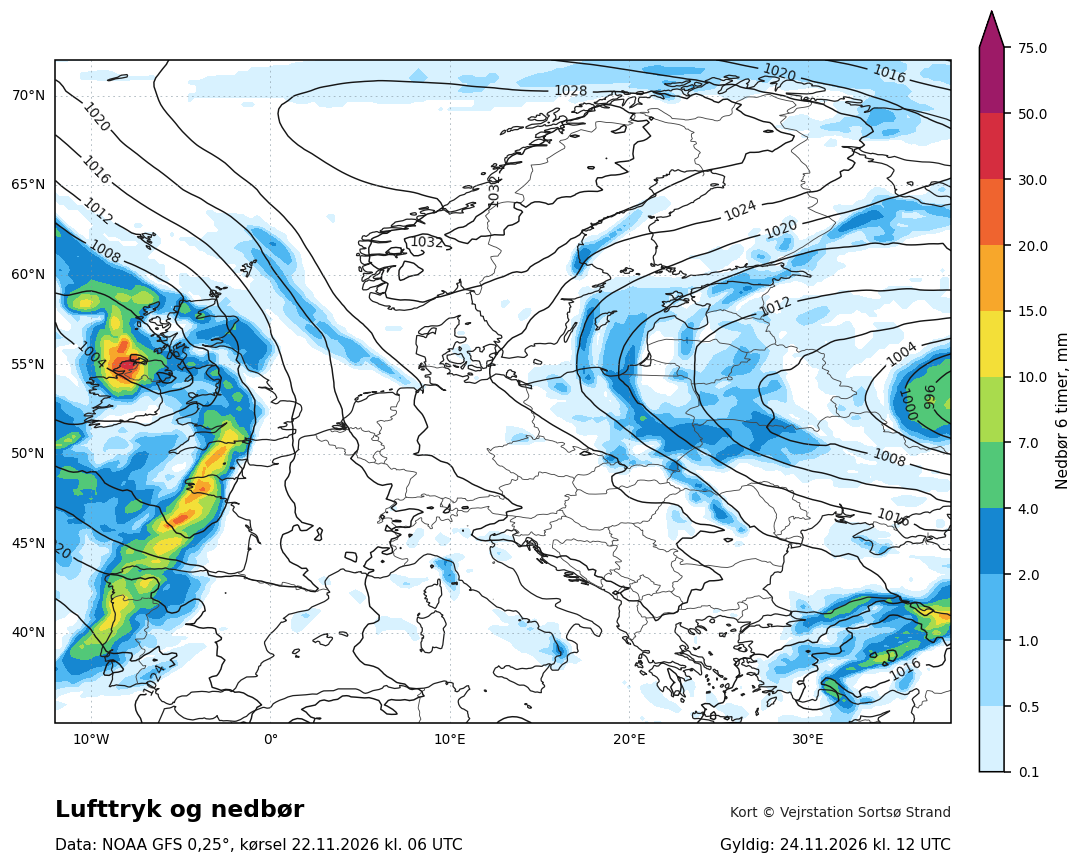 75.0
50.0
30.0
20.0
15.0
10.0
7.0
4.0
2.0
1.0
0.5
0.1
Nedbør 6 timer, mm
70°N
65°N
60°N
55°N
50°N
45°N
40°N
10°W
0°
10°E
20°E
30°E
1020
1016
1028
1020
1016
1032
1024
1012
1020
1032
1008
1012
1004
1004
996
1000
1008
1016
20
1016
1024
Lufttryk og nedbør
Kort © Vejrstation Sortsø Strand
Data: NOAA GFS 0,25°, kørsel 22.11.2026 kl. 06 UTC
Gyldig: 24.11.2026 kl. 12 UTC